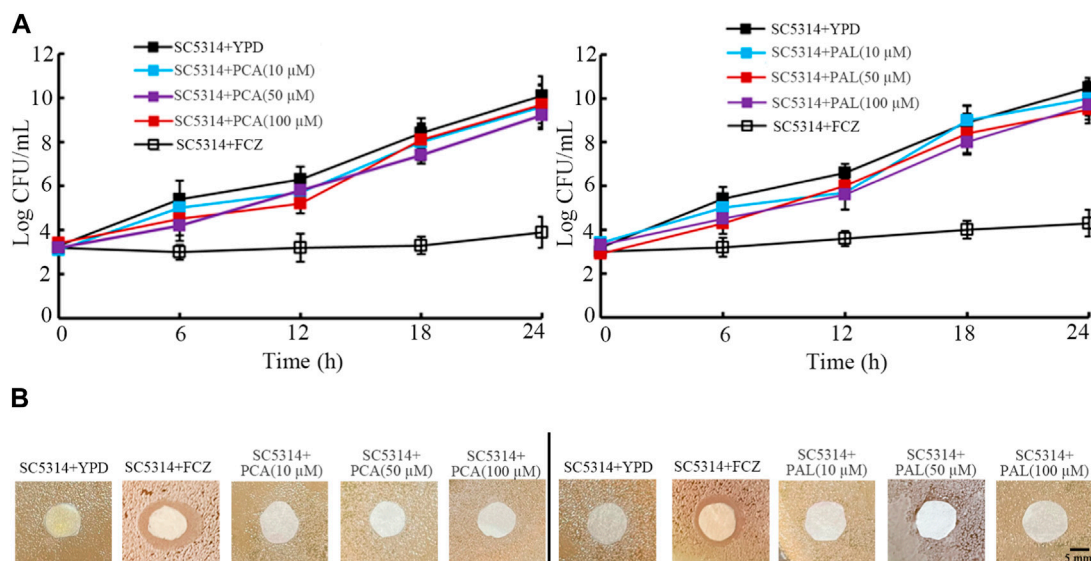 A
SC5314+YPD
SC5314+PCA(10 μM)
SC5314+PCA(50 μM)
SC5314+PCA(100 μM)
SC5314+FCZ
Log CFU/mL
12
10
8
6
4
2
0
0 6 12 18 24
Time (h)
SC5314+YPD
SC5314+PAL(10 μM)
SC5314+PAL(50 μM)
SC5314+PAL(100 μM)
SC5314+FCZ
Log CFU/mL
12
10
8
6
4
2
0
0 6 12 18 24
Time (h)
B
SC5314+YPD
SC5314+FCZ
SC5314+
PCA(10 μM)
SC5314+
PCA(50 μM)
SC5314+
PCA(100 μM)
SC5314+YPD
SC5314+FCZ
SC5314+
PAL(10 μM)
SC5314+
PAL(50 μM)
SC5314+
PAL(100 μM)
5 mm